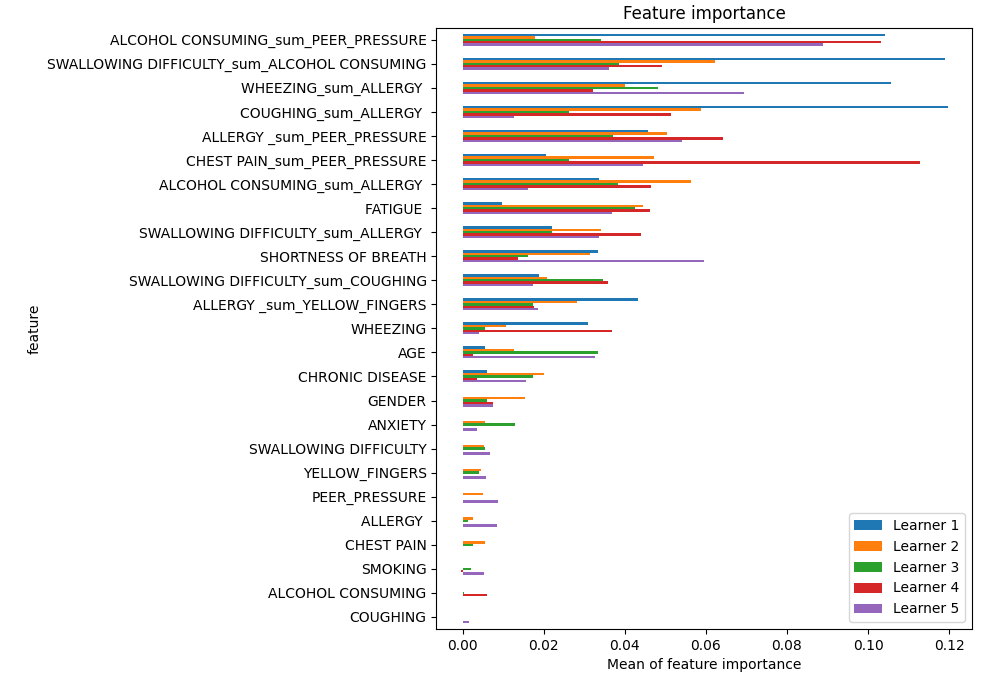 Feature importance
ALCOHOL CONSUMING_sum_PEER_PRESSURE
SWALLOWING DIFFICULTY_sum_ALCOHOL CONSUMING
WHEEZING_sum_ALLERGY
COUGHING_sum_ALLERGY
ALLERGY _sum_PEER_PRESSURE
CHEST PAIN_sum_PEER_PRESSURE
ALCOHOL CONSUMING_sum_ALLERGY
FATIGUE
SWALLOWING DIFFICULTY_sum_ALLERGY
SHORTNESS OF BREATH
SWALLOWING DIFFICULTY_sum_COUGHING
ALLERGY _sum_YELLOW_FINGERS
WHEEZING
AGE
CHRONIC DISEASE
GENDER
ANXIETY
SWALLOWING DIFFICULTY
YELLOW_FINGERS
PEER_PRESSURE
ALLERGY
CHEST PAIN
SMOKING
ALCOHOL CONSUMING
COUGHING
feature
Learner 1
Learner 2
Learner 3
Learner 4
Learner 5
0.00 0.02 0.04 0.06 0.08 0.10 0.12
Mean of feature importance